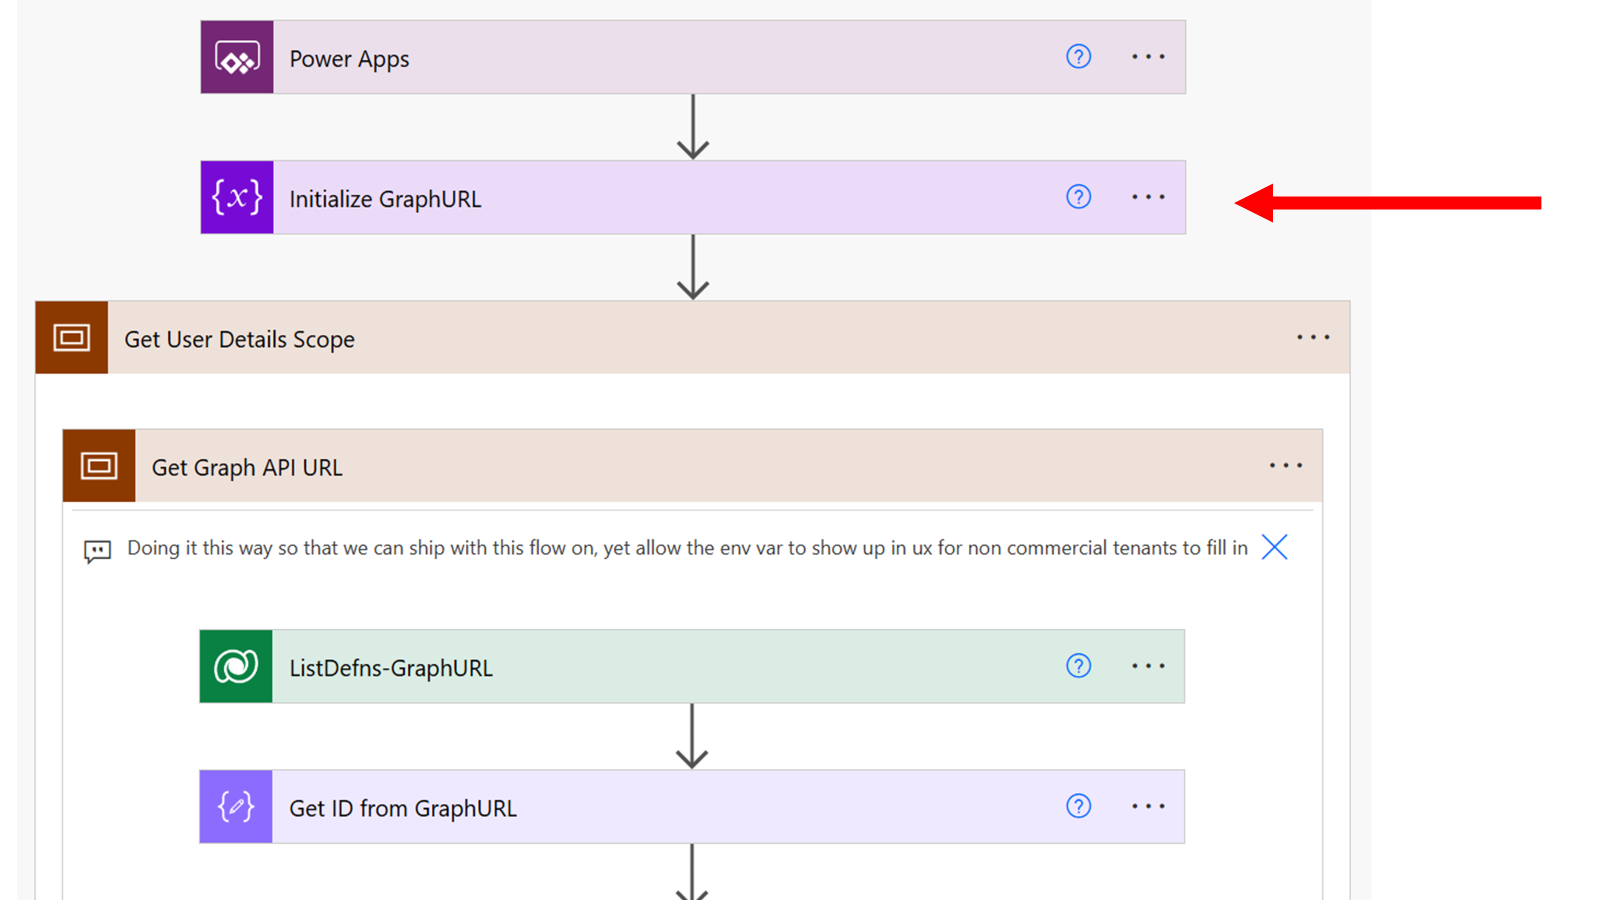 Power Apps
{x} Initialize GraphURL
Get User Details Scope
Get Graph API URL
Doing it this way so that we can ship with this flow on, yet allow the env var to show up in ux for non commercial tenants to fill in
ListDefns-GraphURL
Get ID from GraphURL